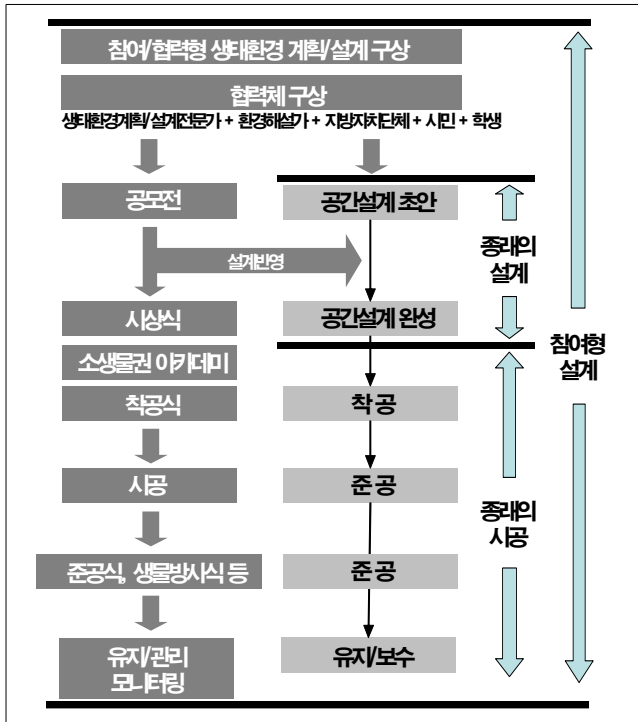 참여/협력형 생태환경 계획/설계 구상
협력체 구상
생태환경계획/설계전문가 + 환경해설가 + 지방자치단체 + 시민 + 학생
공모전
공간설계 초안
종래의
설계
설계반영
시상식
공간설계 완성
참여형
설계
소생물권 아카데미
착공식
착 공
시공
준 공
종래의
시공
준공식, 생물방사식 등
준 공
유지/관리
모니터링
유지/보수